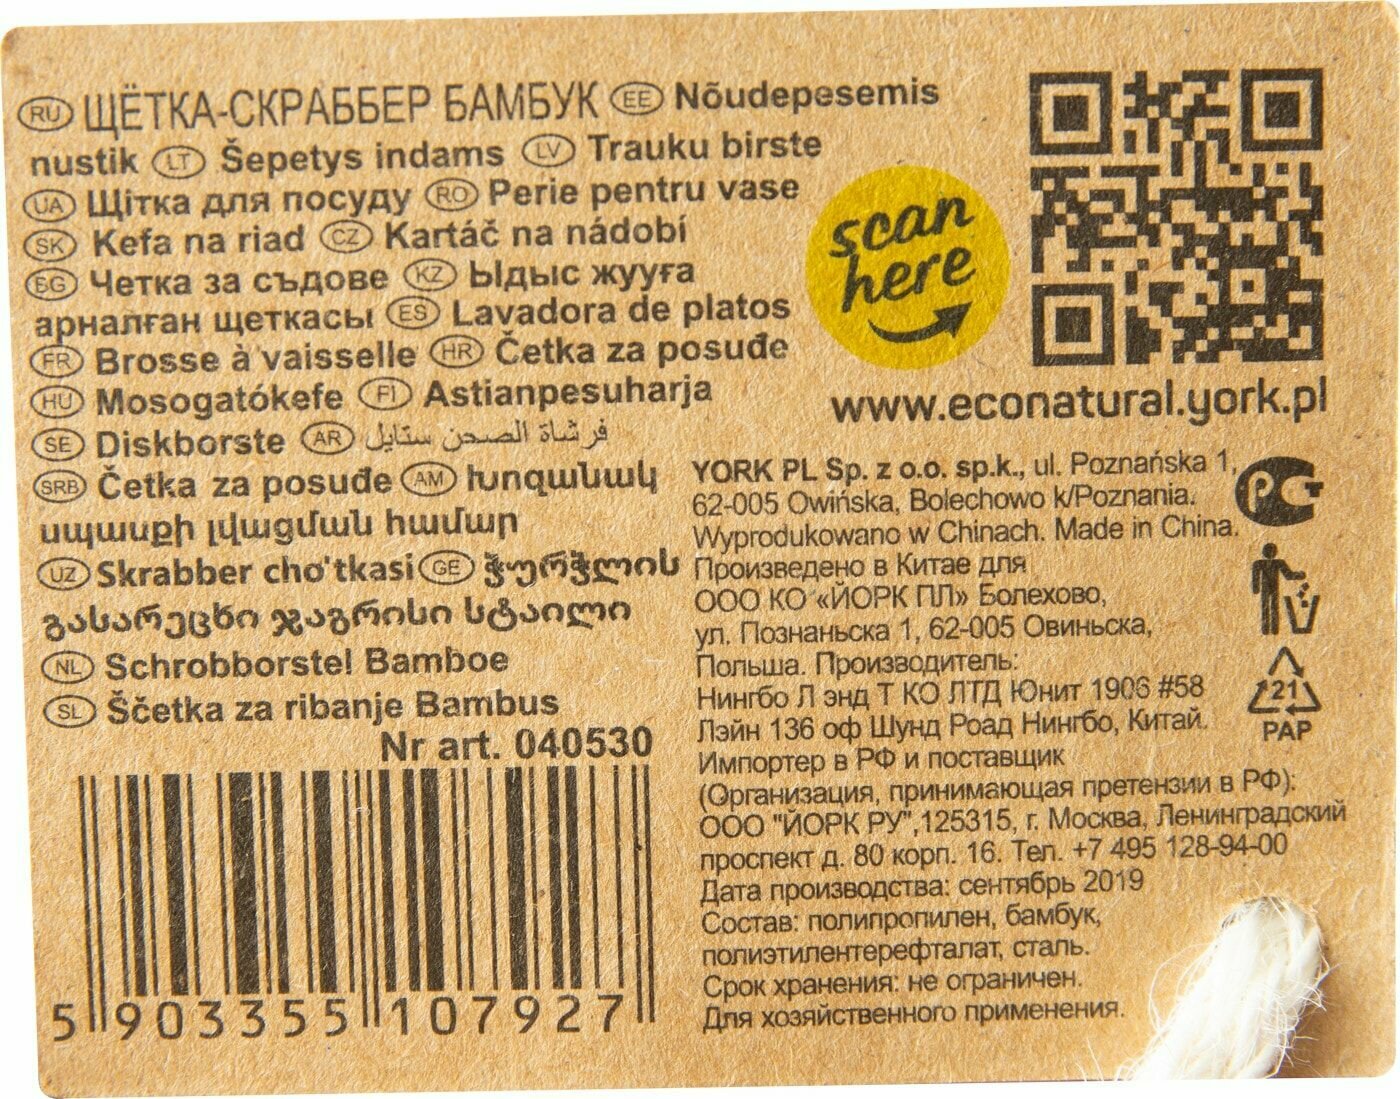 RU ЩЁТКА-СКРАББЕР БАМБУК EE Nõudepesemis
nustik LT Šepetys indams LV Trauku birste
UA Щітка для посуду RO Perie pentru vase
SK Kefa na riad CZ Kartáč na nádobí
BG Четка за съдове KZ Ыдыс жууға
арналған щеткасы ES Lavadora de platos
FR Brosse à vaisselle HR Četka za posuđe
HU Mosogatókefe FI Astianpesuharja
SE Diskborste AR فرشاة الصحن ستايل
SRB Četka za posuđe AM Խոզանակ
սպասքի լվացման համար
UZ Skrabber cho'tkasi GE ჭურჭლის
გასარეცხი ჯაგრისი სტაილი
NL Schrobborstel Bamboe
SL Ščetka za ribanje Bambus
Nr art. 040530
5 903355 107927
scan
here
www.econatural.york.pl
YORK PL Sp. z o.o. sp.k., ul. Poznańska 1,
62-005 Owińska, Bolechowo k/Poznania.
Wyprodukowano w Chinach. Made in China.
Произведено в Китае для
ООО КО «ЙОРК ПЛ» Болехово,
ул. Познаньска 1, 62-005 Овиньска,
Польша. Производитель:
Нингбо Л энд Т КО ЛТД Юнит 1906 #58
Лэйн 136 оф Шунд Роад Нингбо, Китай.
Импортер в РФ и поставщик
(Организация, принимающая претензии в РФ):
ООО "ЙОРК РУ",125315, г. Москва, Ленинградский
проспект д. 80 корп. 16. Тел. +7 495 128-94-00
Дата производства: сентябрь 2019
Состав: полипропилен, бамбук,
полиэтилентерефталат, сталь.
Срок хранения: не ограничен.
Для хозяйственного применения.
21
PAP